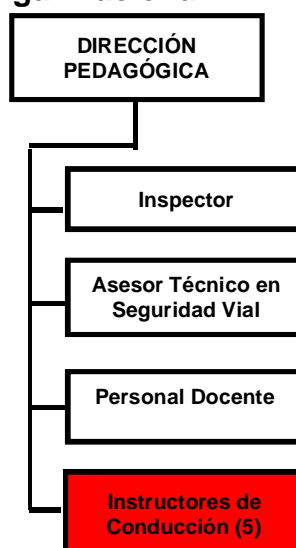 DIRECCIÓN
PEDAGÓGICA
Inspector
Asesor Técnico en
Seguridad Vial
Personal Docente
Instructores de
Conducción (5)